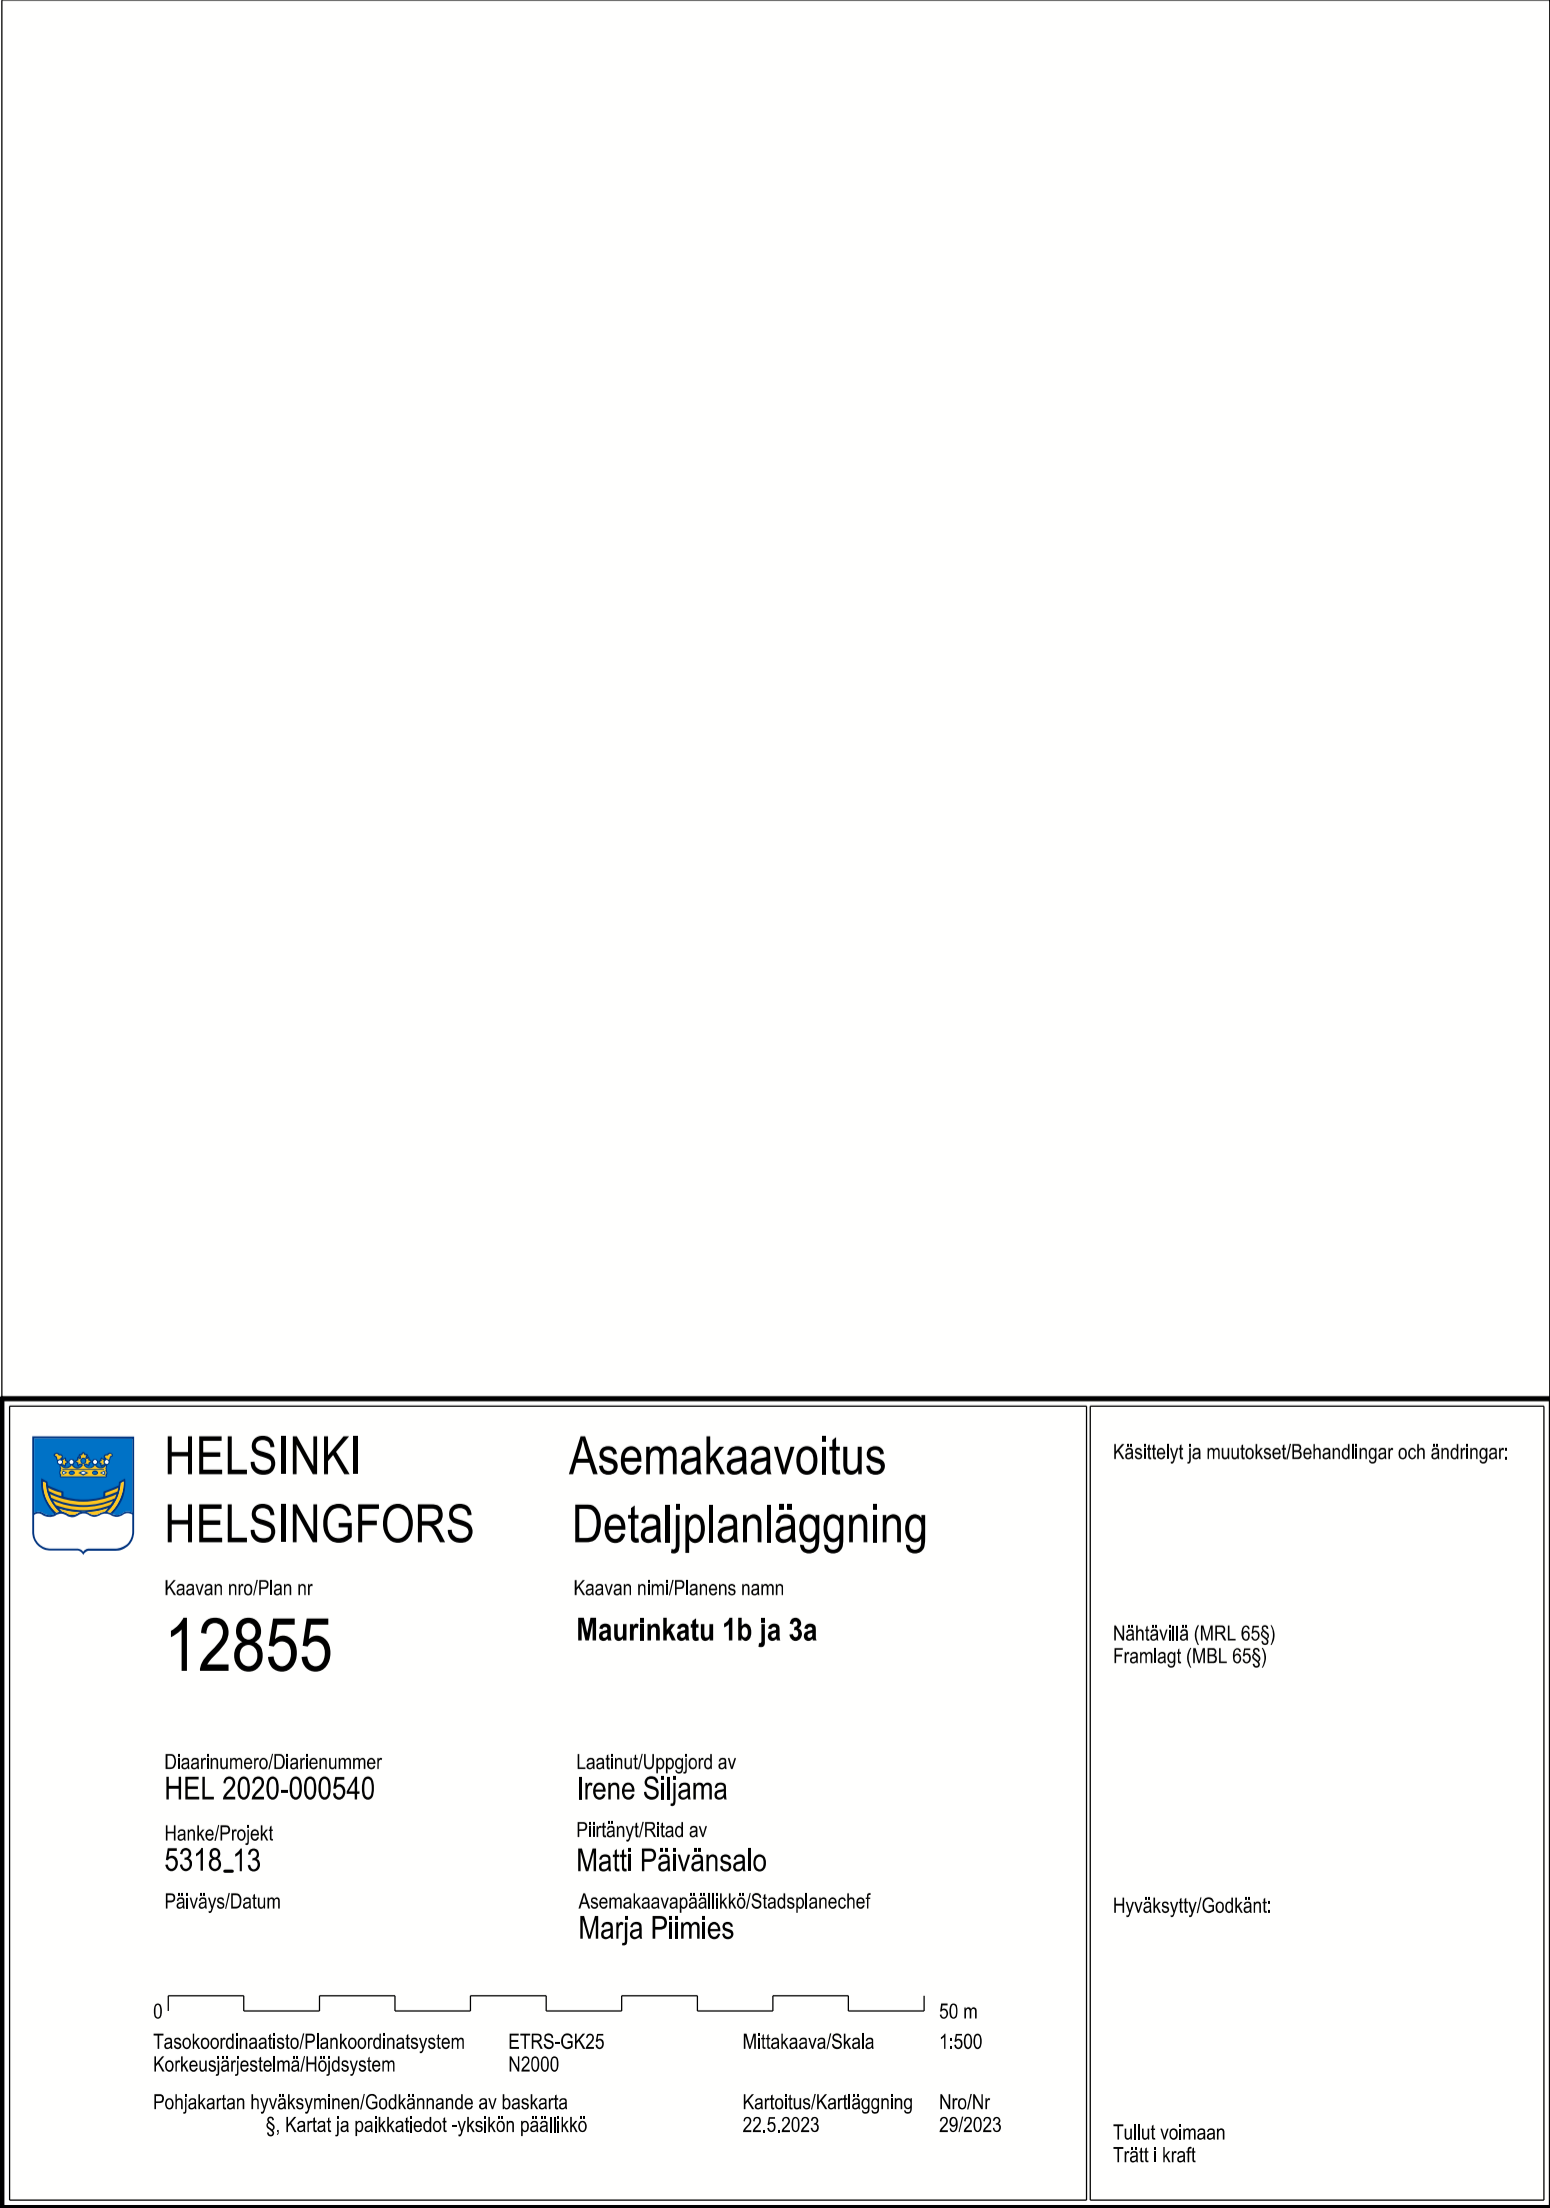 HELSINKI
HELSINGFORS
Asemakaavoitus
Detaljplanläggning
Kaavan nro/Plan nr
12855
Kaavan nimi/Planens namn
Maurinkatu 1b ja 3a
Diaarinumero/Diarienummer
HEL 2020-000540
Hanke/Projekt
5318_13
Päiväys/Datum
Laatinut/Uppgjord av
Irene Siljama
Piirtänyt/Ritad av
Matti Päivänsalo
Asemakaavapäällikkö/Stadsplanechef
Marja Piimies
0 50 m
Tasokoordinaatisto/Plankoordinatsystem ETRS-GK25 Mittakaava/Skala 1:500
Korkeusjärjestelmä/Höjdsystem N2000
Pohjakartan hyväksyminen/Godkännande av baskarta Kartoitus/Kartläggning Nro/Nr
§, Kartat ja paikkatiedot -yksikön päällikkö 22.5.2023 29/2023
Käsittelyt ja muutokset/Behandlingar och ändringar:
Nähtävillä (MRL 65§)
Framlagt (MBL 65§)
Hyväksytty/Godkänt:
Tullut voimaan
Trätt i kraft